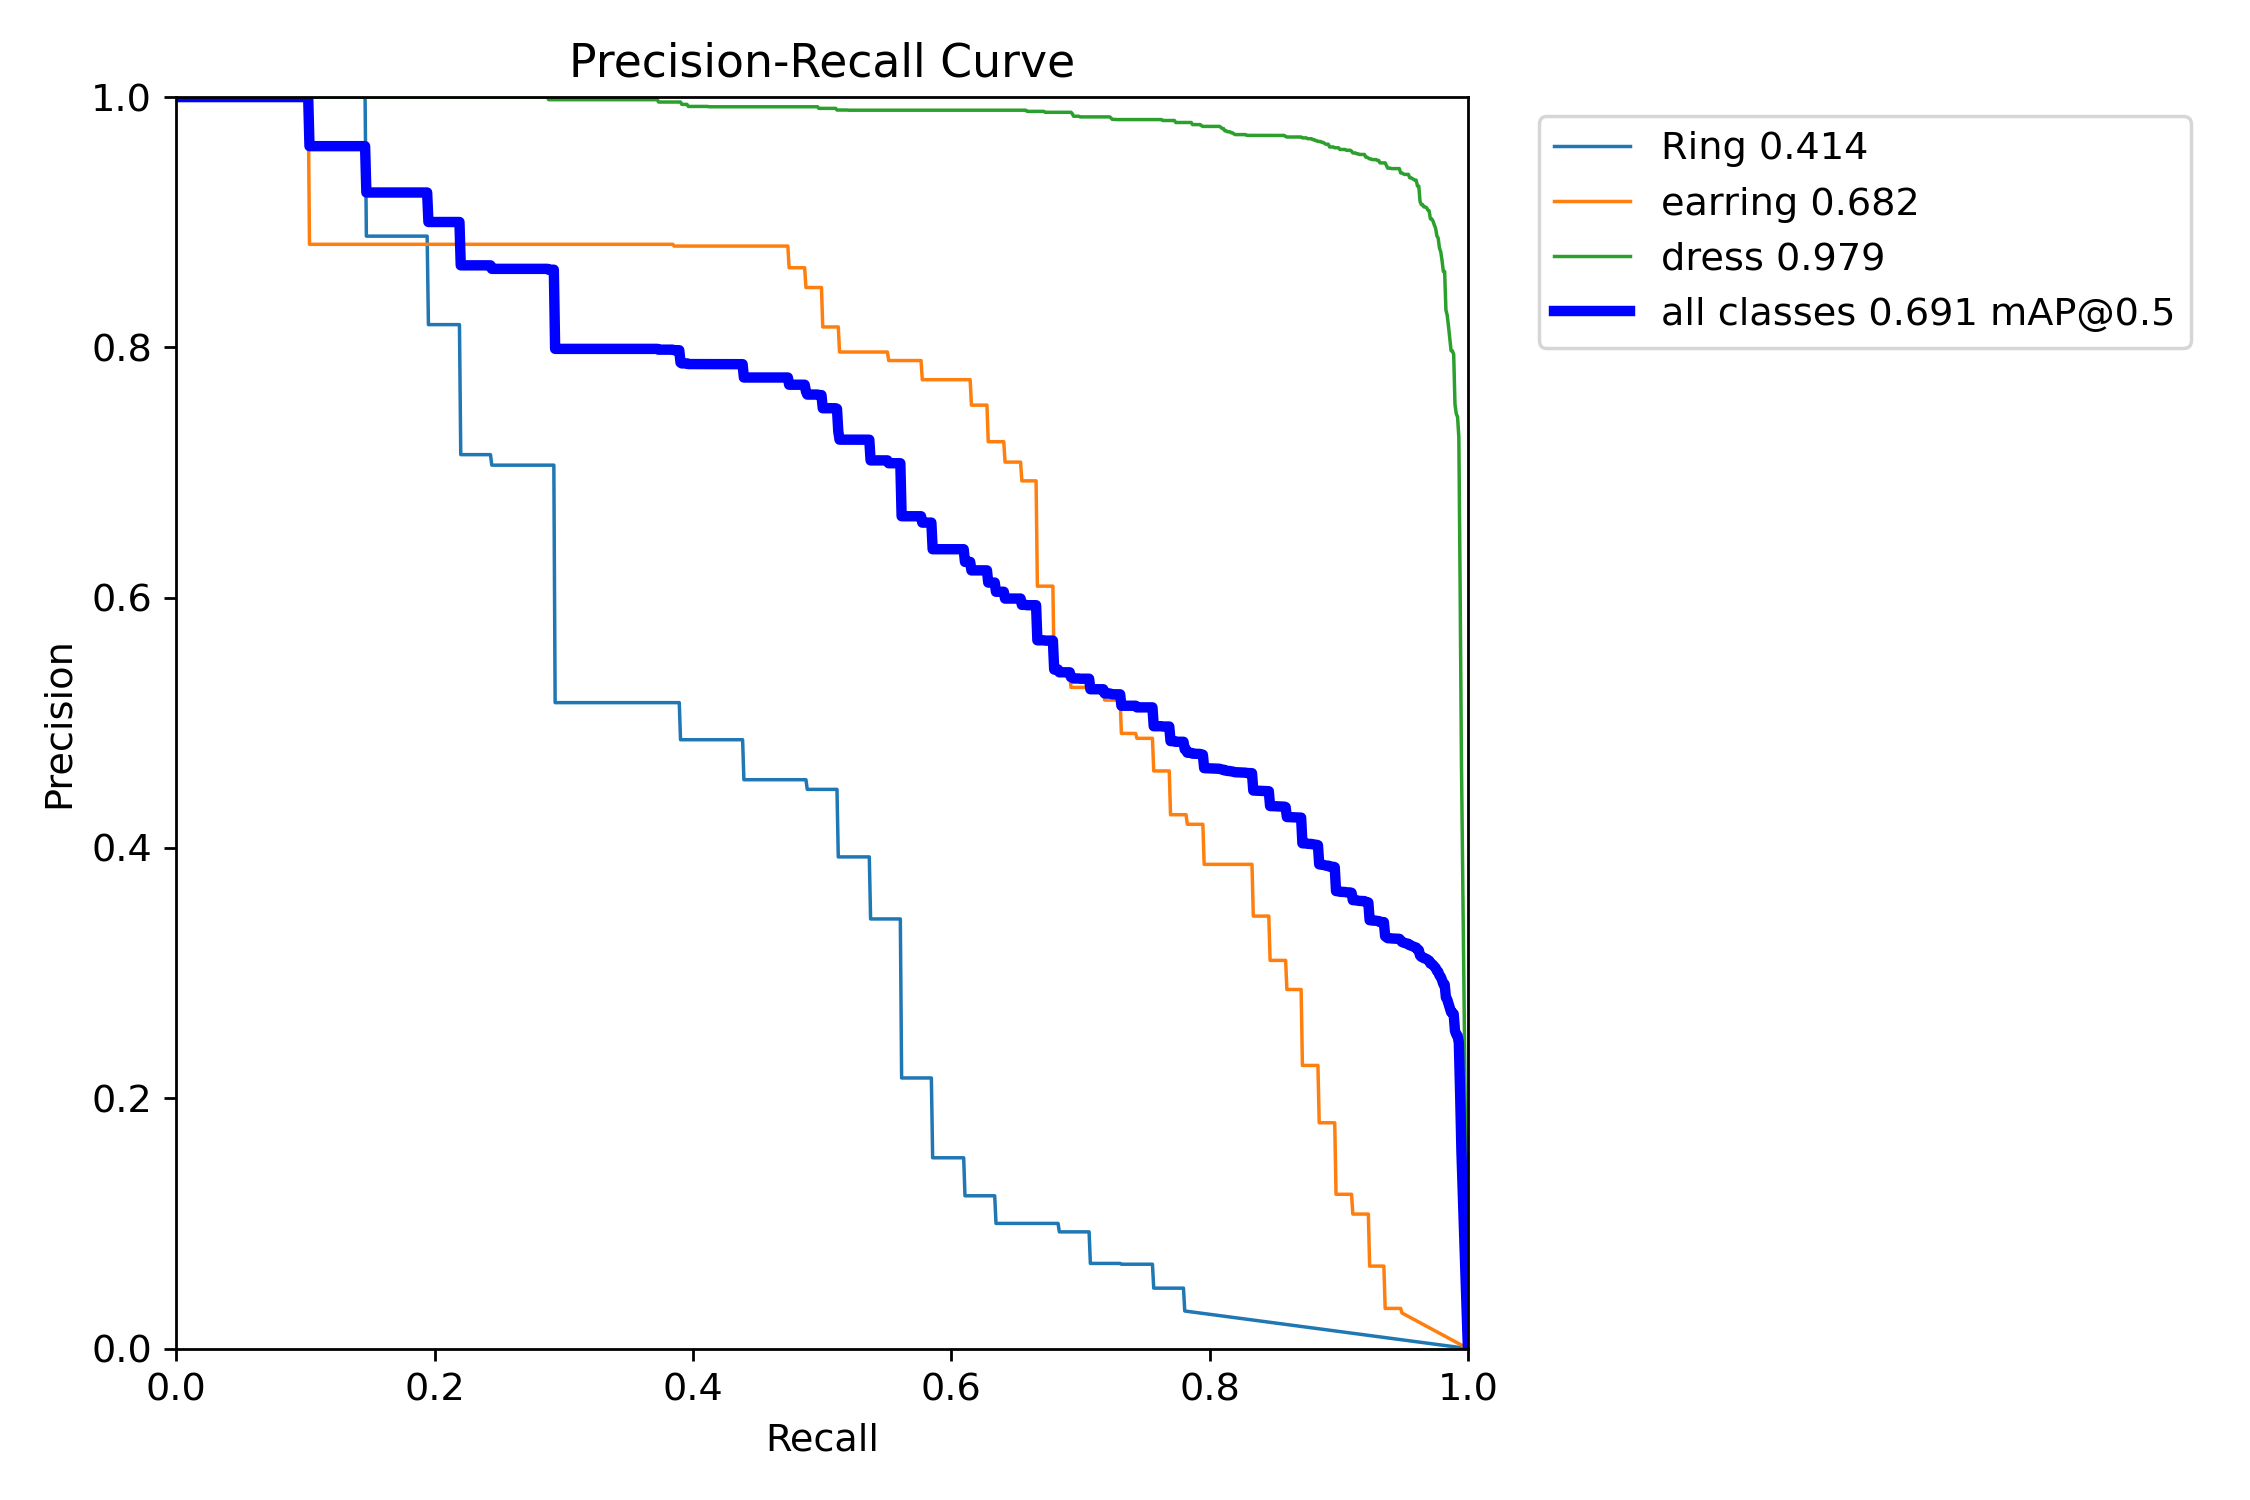 Precision-Recall Curve
1.0
0.8
0.6
0.4
0.2
0.0
Precision
0.0 0.2 0.4 0.6 0.8 1.0
Recall
Ring 0.414
earring 0.682
dress 0.979
all classes 0.691 mAP@0.5